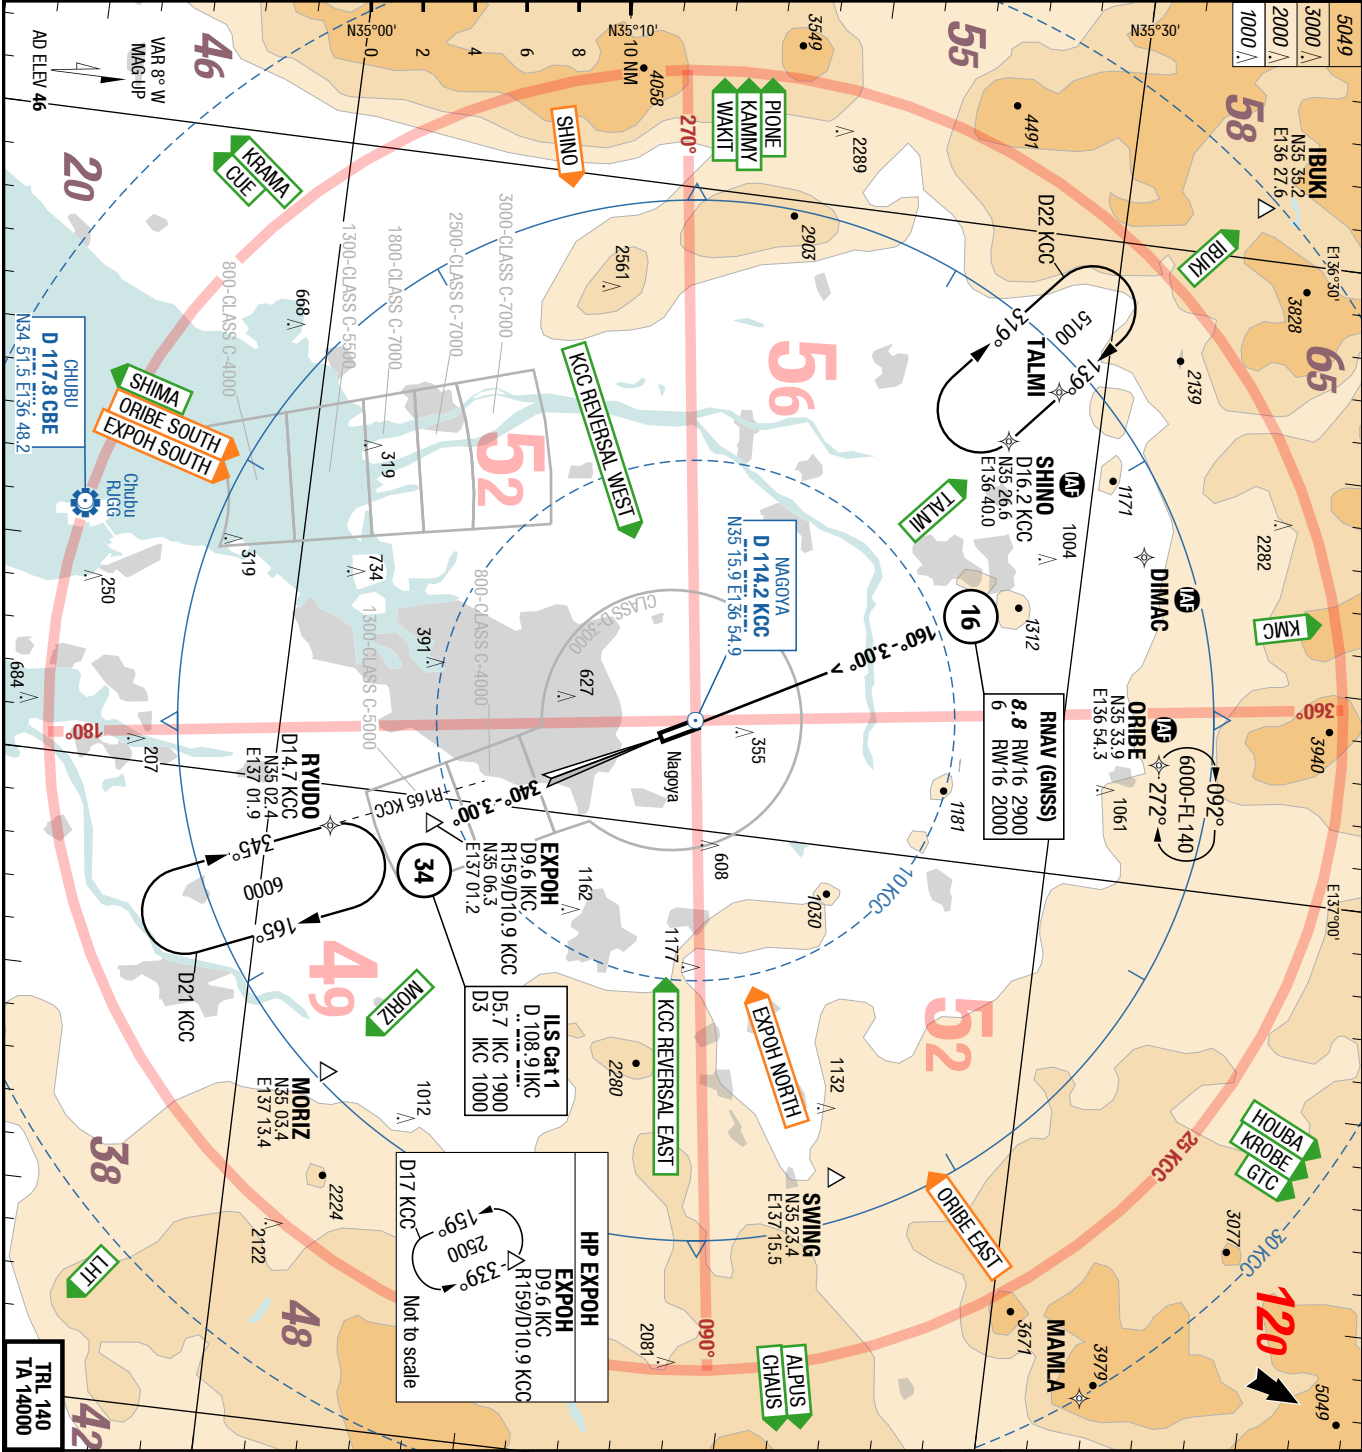 5049
3000
2000
1000
55
3549
N35°10'
10 NM
8
6
4
2
0
N35°00'
46
VAR 8° W
MAG UP
AD ELEV 46
N35°30'
58
IBUKI
N35 35.2
E136 27.6
E136°30'
4491
4058
PIONE
KAMMY
WAKIT
SHINO
270°
2289
2903
2561
D22 KCC
IBUKI
3828
65
2139
KRAMA
CUE
20
3000-CLASS C-7000
2500-CLASS C-7000
1800-CLASS C-7000
1300-CLASS C-5500
800-CLASS C-4000
668
319°
5100
139°
TALMI
56
KCC REVERSAL WEST
52
SHIMA
ORIBE SOUTH
EXPOH SOUTH
CHUBU
D 117.8 CBE
N34 51.5 E136 48.2
Chubu
RJGG
319
319
734
250
IAF
SHINO
D16.2 KCC
N35 26.6
E136 40.0
1171
1004
2282
TALMI
NAGOYA
D 114.2 KCC
N35 15.9 E136 54.9
IAF
DIMAC
KMC
16
1312
160°-3.00°
CLASS D-3000
800-CLASS C-4000
1300-CLASS C-5000
391
627
684
180°
207
360°
3940
IAF
ORIBE
N35 33.9
E136 54.3
092°
6000-FL140
272°
1061
RNAV (GNSS)
8.8 RW16 2900
6 RW16 2000
355
Nagoya
1181
608
10 KCC
E137°00'
340°-3.00°
R165 KCC
RYUDO
D14.7 KCC
N35 02.4
E137 01.9
345°
6000
165°
D21 KCC
34
EXPOH
D9.6 IKC
R159/D10.9 KCC
N35 06.3
E137 01.2
1162
1030
1177
49
MORIZ
ILS Cat 1
D 108.9 IKC
D5.7 IKC 1900
D3 IKC 1000
KCC REVERSAL EAST
EXPOH NORTH
52
2280
1132
1012
MORIZ
N35 03.4
E137 13.4
SWING
N35 23.4
E137 15.5
25 KCC
HOUBA
KROBE
GTC
ORIBE EAST
3077
30 KCC
38
2224
2122
LHT
48
HP EXPOH
EXPOH
D9.6 IKC
R159/D10.9 KCC
159°
2500
339°
D17 KCC
Not to scale
2081
090°
ALPUS
CHAUS
3671
MAMLA
3979
120
5049
TRL 140
TA 14000
42